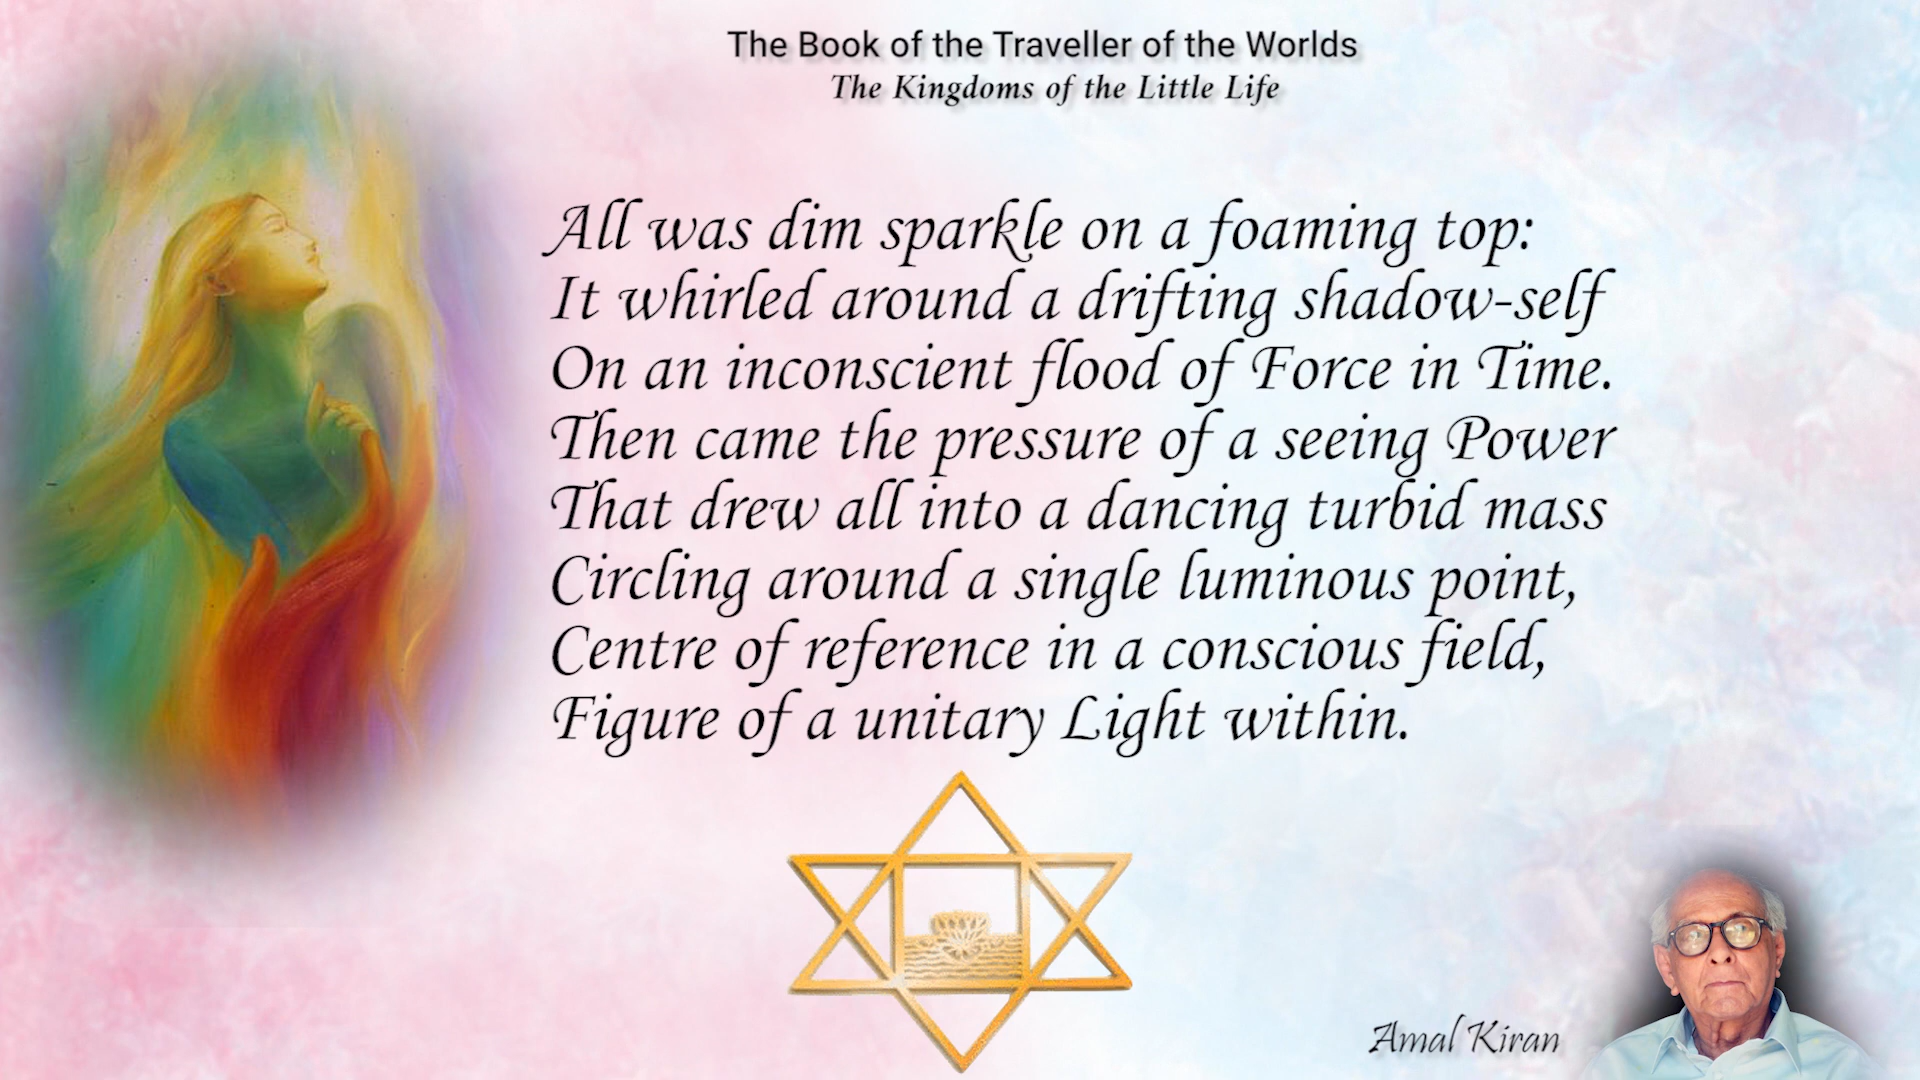 The Book of the Traveller of the Worlds
The Kingdoms of the Little Life
All was dim sparkle on a foaming top:
It whirled around a drifting shadow-self
On an inconscient flood of Force in Time.
Then came the pressure of a seeing Power
That drew all into a dancing turbid mass
Circling around a single luminous point,
Centre of reference in a conscious field,
Figure of a unitary Light within.
Amal Kiran